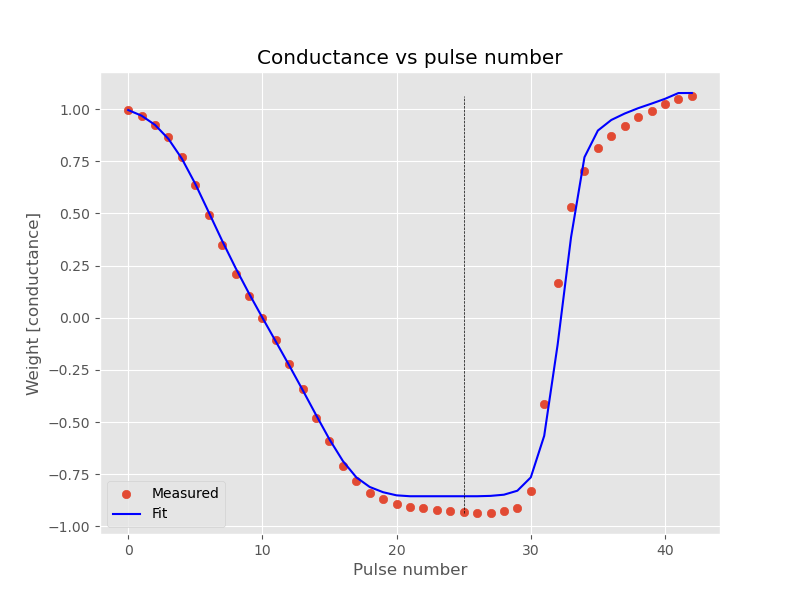 Conductance vs pulse number
Weight [conductance]
1.00
0.75
0.50
0.25
0.00
−0.25
−0.50
−0.75
−1.00
Measured
Fit
0 10 20 30 40
Pulse number